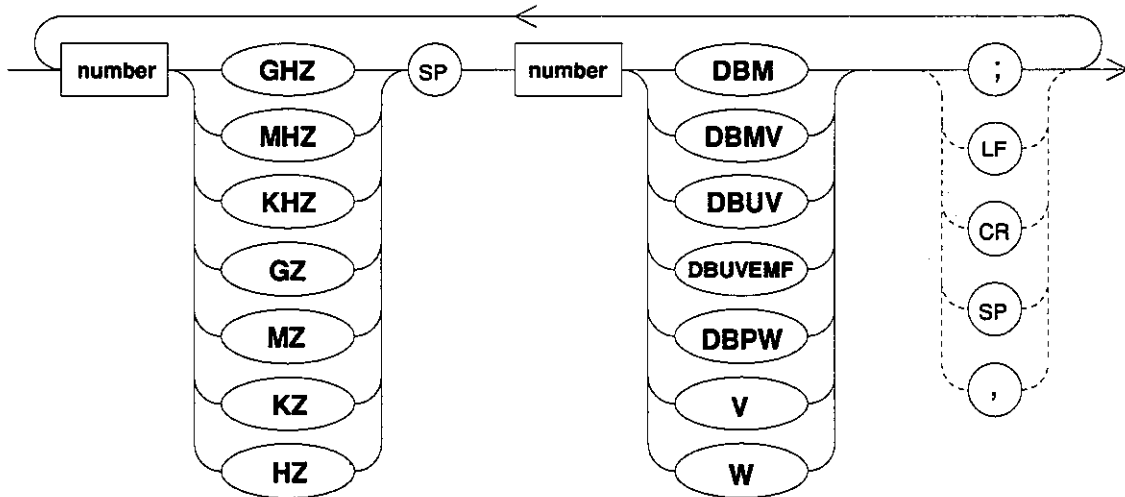 number GHZ SP number DBM ;
MHZ DBMV LF
KHZ DBUV CR
GZ DBUVEMF
MZ DBPW SP
KZ V ,
HZ W